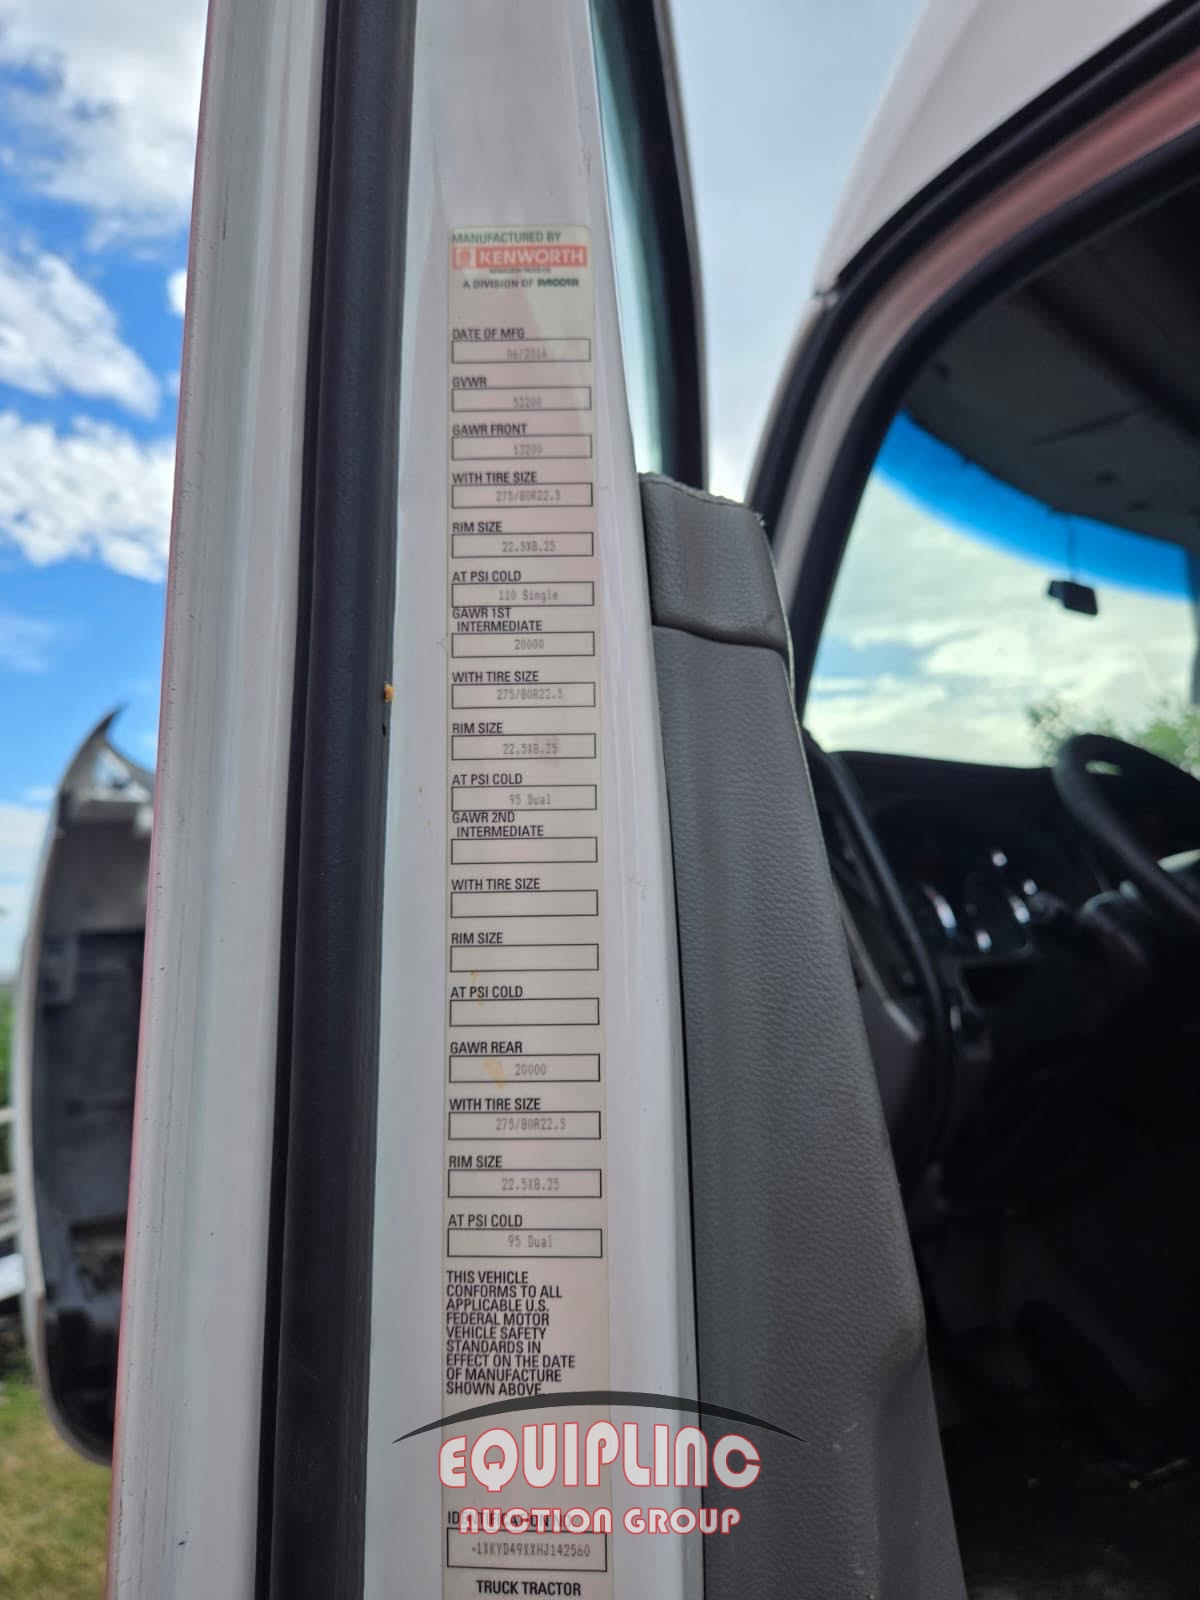 MANUFACTURED BY
KENWORTH
A DIVISION OF PACCAR
DATE OF MFG
06/2016
GVWR
53200
GAWR FRONT
13200
WITH TIRE SIZE
275/80R22.5
RIM SIZE
22.5X8.25
AT PSI COLD
110 Single
GAWR 1ST
INTERMEDIATE
20000
WITH TIRE SIZE
275/80R22.5
RIM SIZE
22.5X8.25
AT PSI COLD
95 Dual
GAWR 2ND
INTERMEDIATE
WITH TIRE SIZE
RIM SIZE
AT PSI COLD
GAWR REAR
20000
WITH TIRE SIZE
275/80R22.5
RIM SIZE
22.5X8.25
AT PSI COLD
95 Dual
THIS VEHICLE
CONFORMS TO ALL
APPLICABLE U.S.
FEDERAL MOTOR
VEHICLE SAFETY
STANDARDS IN
EFFECT ON THE DATE
OF MANUFACTURE
SHOWN ABOVE.
EQUIPLINC
AUCTION GROUP
IDENTIFICATION NO.
1XKYD49XXHJ142560
TRUCK TRACTOR